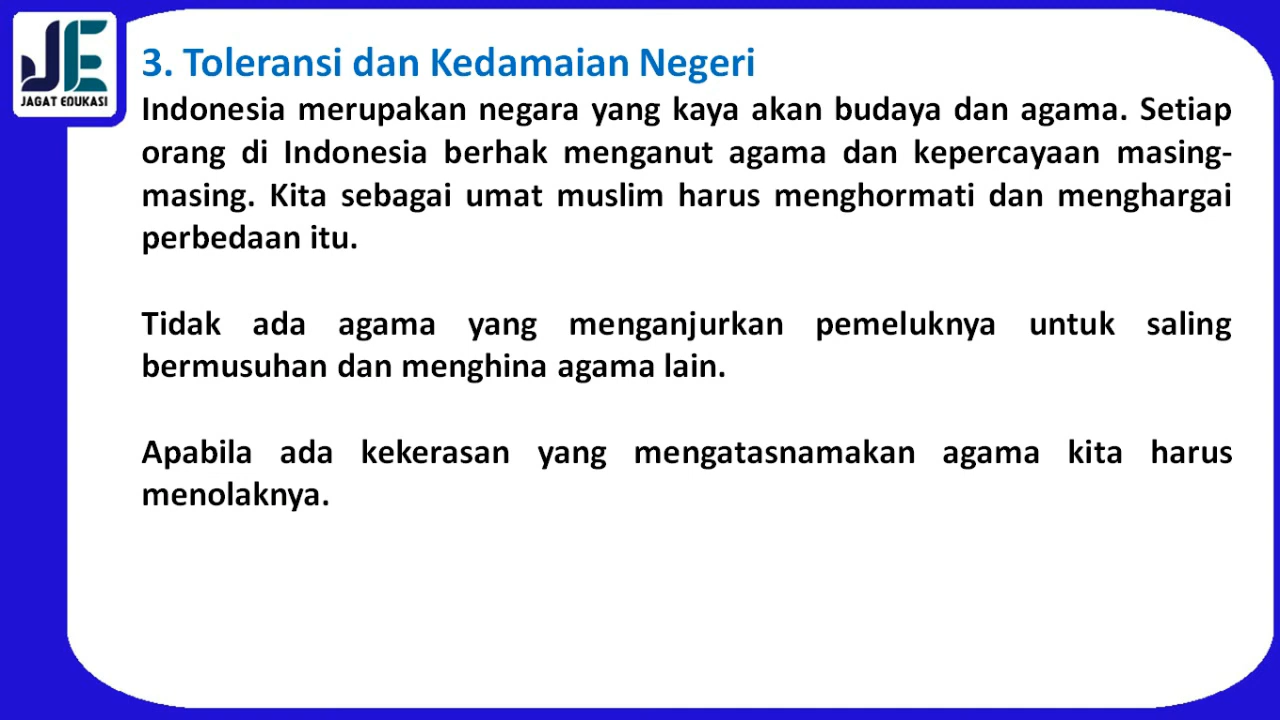 JE
JAGAT EDUKASI
3. Toleransi dan Kedamaian Negeri
Indonesia merupakan negara yang kaya akan budaya dan agama. Setiap
orang di Indonesia berhak menganut agama dan kepercayaan masing-
masing. Kita sebagai umat muslim harus menghormati dan menghargai
perbedaan itu.
Tidak ada agama yang menganjurkan pemeluknya untuk saling
bermusuhan dan menghina agama lain.
Apabila ada kekerasan yang mengatasnamakan agama kita harus
menolaknya.